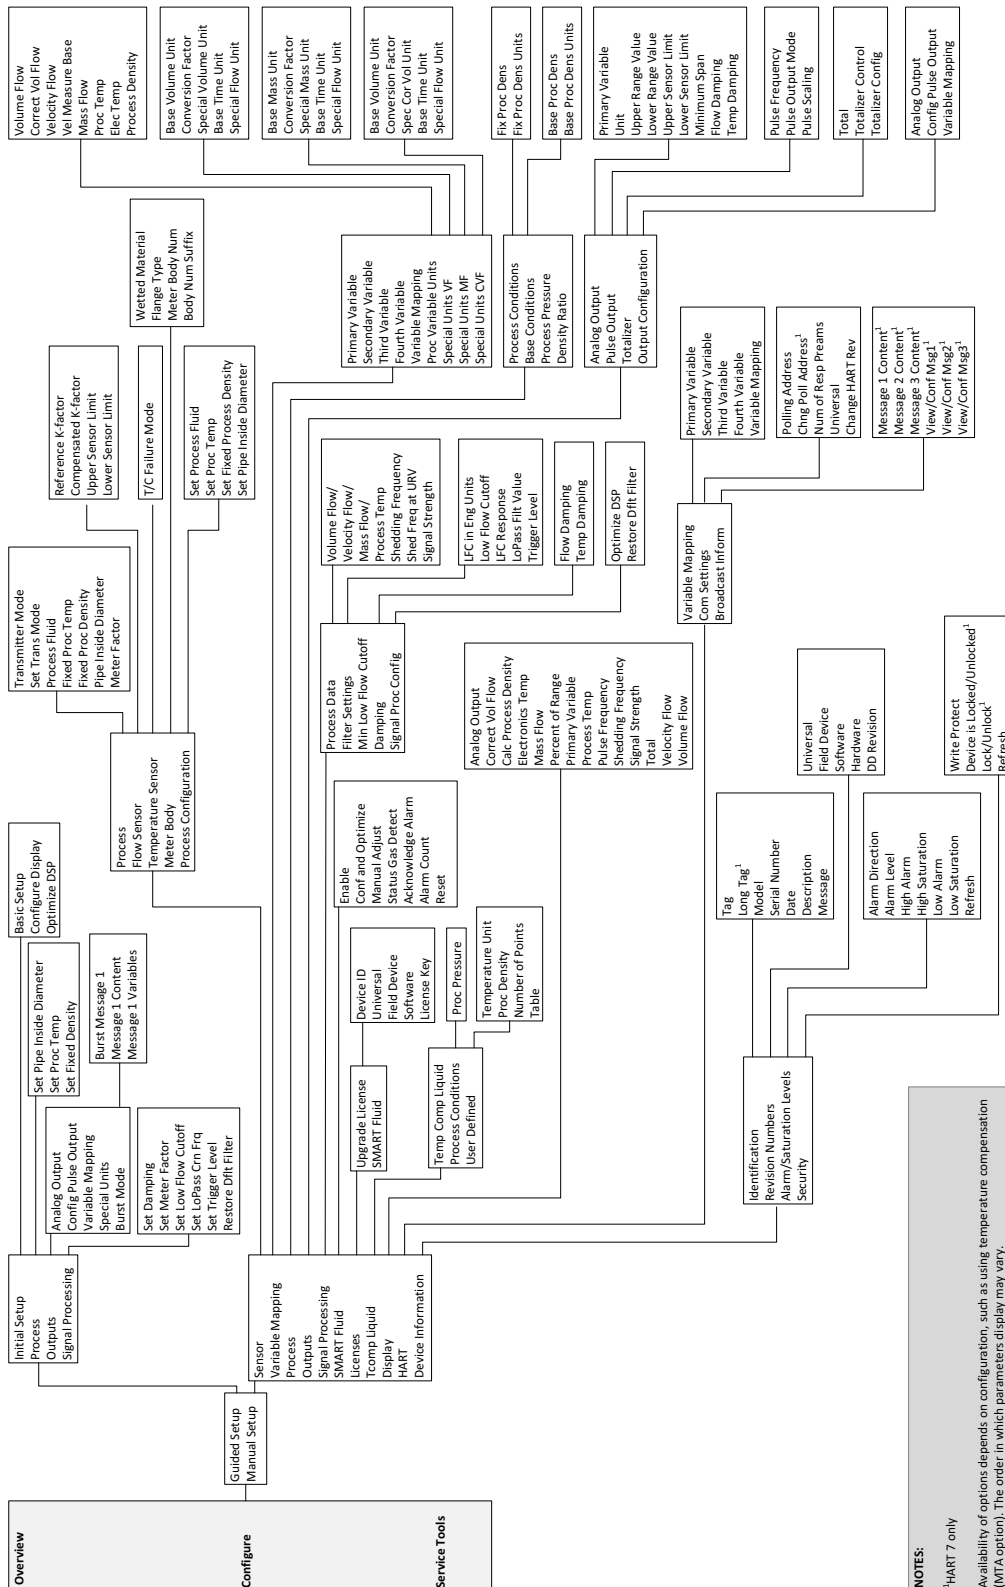 Overview
Configure
Service Tools
Guided Setup
Manual Setup
Initial Setup
Process
Outputs
Signal Processing
Basic Setup
Configure Display
Optimize DSP
Set Pipe Inside Diameter
Set Proc Temp
Set Fixed Density
Analog Output
Config Pulse Output
Variable Mapping
Special Units
Burst Mode
Burst Message 1
Message 1 Content
Message 1 Variables
Set Damping
Set Meter Factor
Set Low Flow Cutoff
Set LoPass Crn Frq
Set Trigger Level
Restore Dflt Filter
Sensor
Variable Mapping
Process
Outputs
Signal Processing
SMART Fluid
Licenses
Tcomp Liquid
Display
HART
Device Information
Process
Flow Sensor
Temperature Sensor
Meter Body
Process Configuration
Transmitter Mode
Set Trans Mode
Process Fluid
Fixed Proc Temp
Fixed Proc Density
Pipe Inside Diameter
Meter Factor
Reference K-factor
Compensated K-factor
Upper Sensor Limit
Lower Sensor Limit
T/C Failure Mode
Wetted Material
Flange Type
Meter Body Num
Body Num Suffix
Set Process Fluid
Set Proc Temp
Set Fixed Process Density
Set Pipe Inside Diameter
Primary Variable
Secondary Variable
Third Variable
Fourth Variable
Variable Mapping
Proc Variable Units
Special Units VF
Special Units MF
Special Units CVF
Volume Flow
Correct Vol Flow
Velocity Flow
Vel Measure Base
Mass Flow
Proc Temp
Elec Temp
Process Density
Base Volume Unit
Conversion Factor
Special Volume Unit
Base Time Unit
Special Flow Unit
Base Mass Unit
Conversion Factor
Special Mass Unit
Base Time Unit
Special Flow Unit
Base Volume Unit
Conversion Factor
Spec Cor Vol Unit
Base Time Unit
Special Flow Unit
Process Conditions
Base Conditions
Process Pressure
Density Ratio
Fix Proc Dens
Fix Proc Dens Units
Base Proc Dens
Base Proc Dens Units
Analog Output
Pulse Output
Totalizer
Output Configuration
Primary Variable
Unit
Upper Range Value
Lower Range Value
Upper Sensor Limit
Lower Sensor Limit
Minimum Span
Flow Damping
Temp Damping
Pulse Frequency
Pulse Output Mode
Pulse Scaling
Total
Totalizer Control
Totalizer Config
Analog Output
Config Pulse Output
Variable Mapping
Process Data
Filter Settings
Min Low Flow Cutoff
Damping
Signal Proc Config
Volume Flow/
Velocity Flow/
Mass Flow/
Process Temp
Shedding Frequency
Shed Freq at URV
Signal Strength
LFC in Eng Units
Low Flow Cutoff
LFC Response
LoPass Filt Value
Trigger Level
Flow Damping
Temp Damping
Optimize DSP
Restore Dflt Filter
Enable
Conf and Optimize
Manual Adjust
Status Gas Detect
Acknowledge Alarm
Alarm Count
Reset
Upgrade License
SMART Fluid
Device ID
Universal
Field Device
Software
License Key
Temp Comp Liquid
Process Conditions
User Defined
Proc Pressure
Temperature Unit
Proc Density
Number of Points
Table
Analog Output
Correct Vol Flow
Calc Process Density
Electronics Temp
Mass Flow
Percent of Range
Primary Variable
Process Temp
Pulse Frequency
Shedding Frequency
Signal Strength
Total
Velocity Flow
Volume Flow
Variable Mapping
Com Settings
Broadcast Inform
Primary Variable
Secondary Variable
Third Variable
Fourth Variable
Variable Mapping
Polling Address
Chng Poll Address¹
Num of Resp Preams
Universal
Change HART Rev
Message 1 Content¹
Message 2 Content¹
Message 3 Content¹
View/Conf Msg1¹
View/Conf Msg2¹
View/Conf Msg3¹
Identification
Revision Numbers
Alarm/Saturation Levels
Security
Tag
Long Tag¹
Model
Serial Number
Date
Description
Message
Universal
Field Device
Software
Hardware
DD Revision
Alarm Direction
Alarm Level
High Alarm
High Saturation
Low Alarm
Low Saturation
Refresh
Write Protect
Device is Locked/Unlocked¹
Lock/Unlock¹
Refresh
NOTES:
¹HART 7 only
Availability of options depends on configuration, such as using temperature compensation
(MTA option). The order in which parameters display may vary.